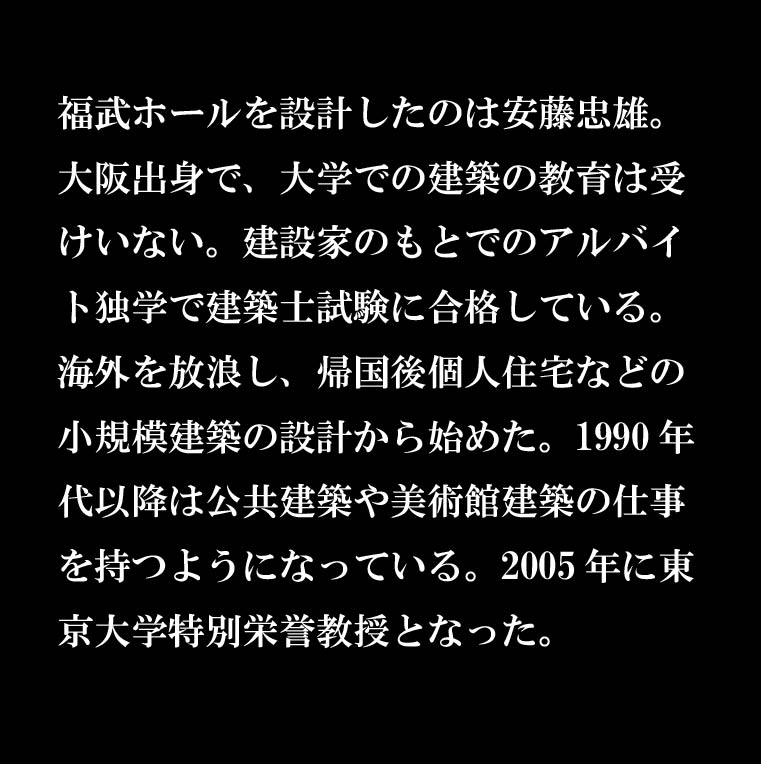 福武ホールを設計したのは安藤忠雄。
大阪出身で、大学での建築の教育は受
けいない。建設家のもとでのアルバイ
ト独学で建築士試験に合格している。
海外を放浪し、帰国後個人住宅などの
小規模建築の設計から始めた。1990 年
代以降は公共建築や美術館建築の仕事
を持つようになっている。2005 年に東
京大学特別栄誉教授となった。